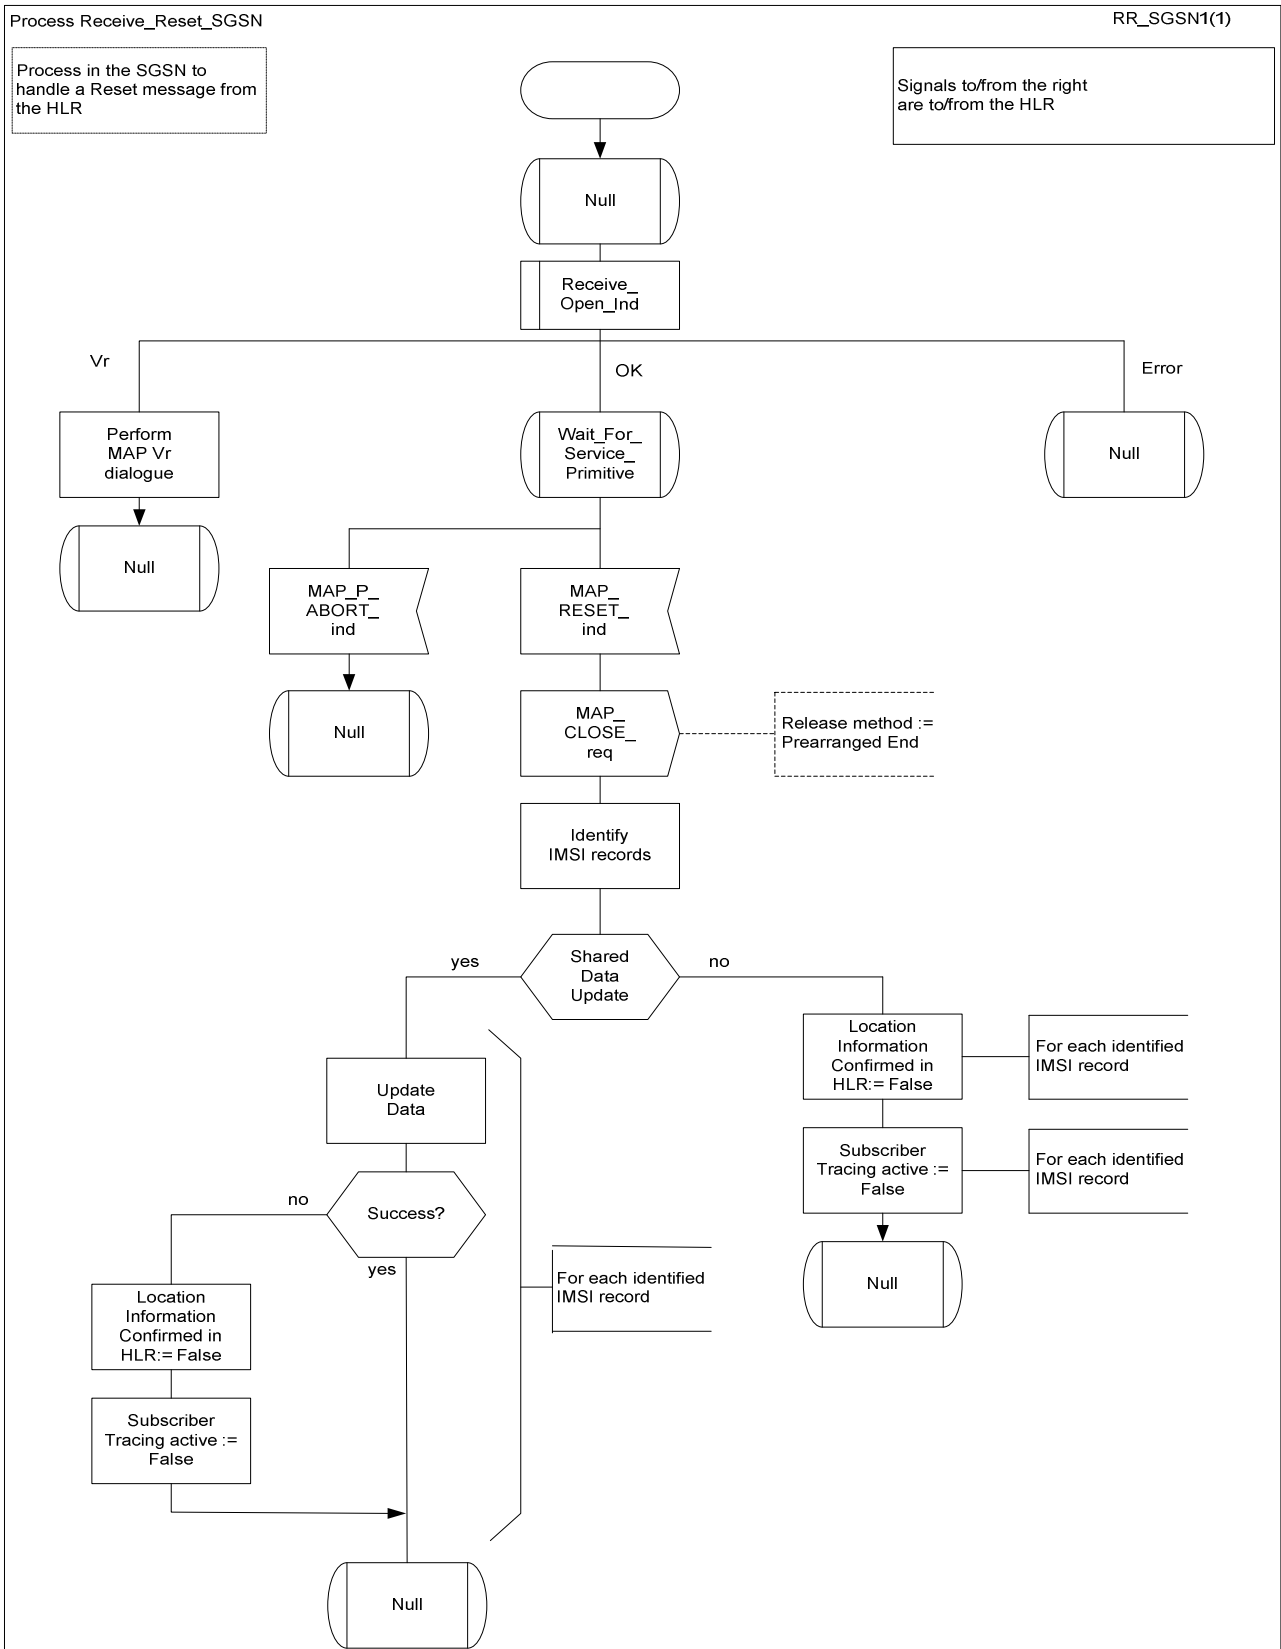 Process Receive_Reset_SGSN
RR_SGSN1(1)
Process in the SGSN to
handle a Reset message from
the HLR
Signals to/from the right
are to/from the HLR
Null
Receive_
Open_Ind
Vr
OK
Error
Perform
MAP Vr
dialogue
Wait_For_
Service_
Primitive
Null
Null
MAP_P_
ABORT_
ind
MAP_
RESET_
ind
Null
MAP_
CLOSE_
req
Release method :=
Prearranged End
Identify
IMSI records
Shared
Data
Update
yes
no
Location
Information
Confirmed in
HLR:= False
For each identified
IMSI record
Update
Data
Subscriber
Tracing active :=
False
For each identified
IMSI record
Success?
no
yes
Null
For each identified
IMSI record
Location
Information
Confirmed in
HLR:= False
Subscriber
Tracing active :=
False
Null